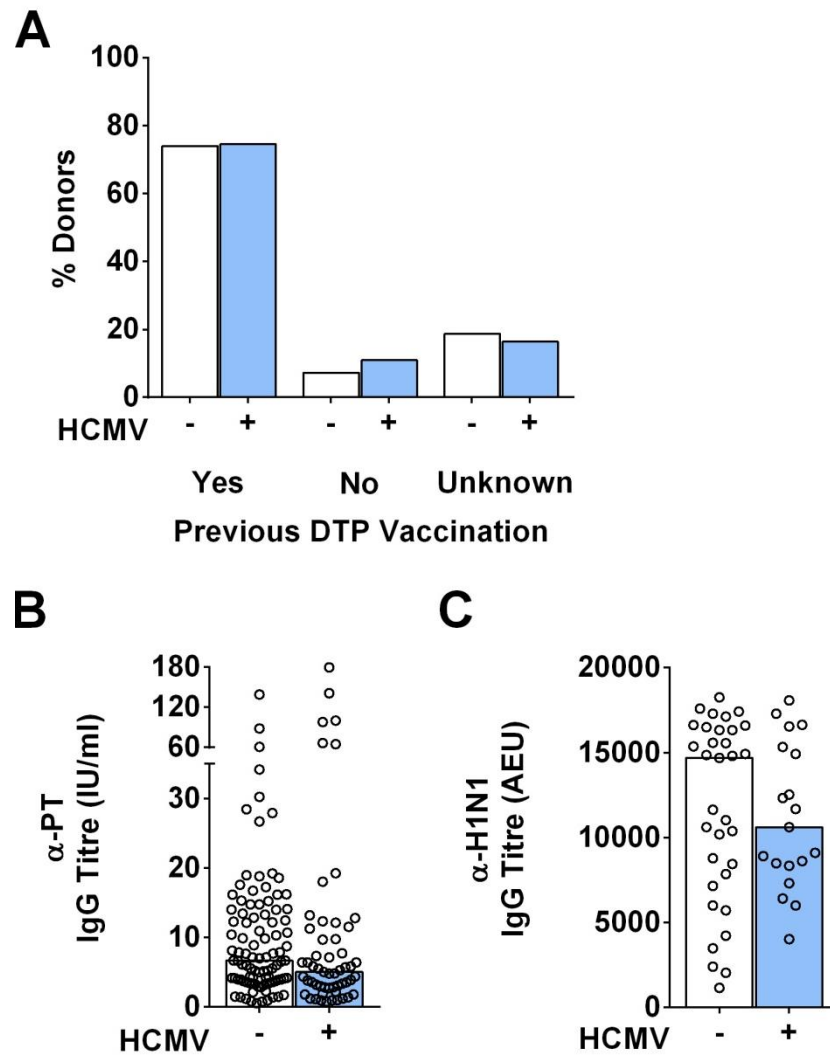 A
% Donors
100
80
60
40
20
0
HCMV - + - + - +
Yes No Unknown
Previous DTP Vaccination
B
α-PT
IgG Titre (IU/ml)
180
120
60
30
20
10
0
HCMV - +
C
α-H1N1
IgG Titre (AEU)
20000
15000
10000
5000
0
HCMV - +